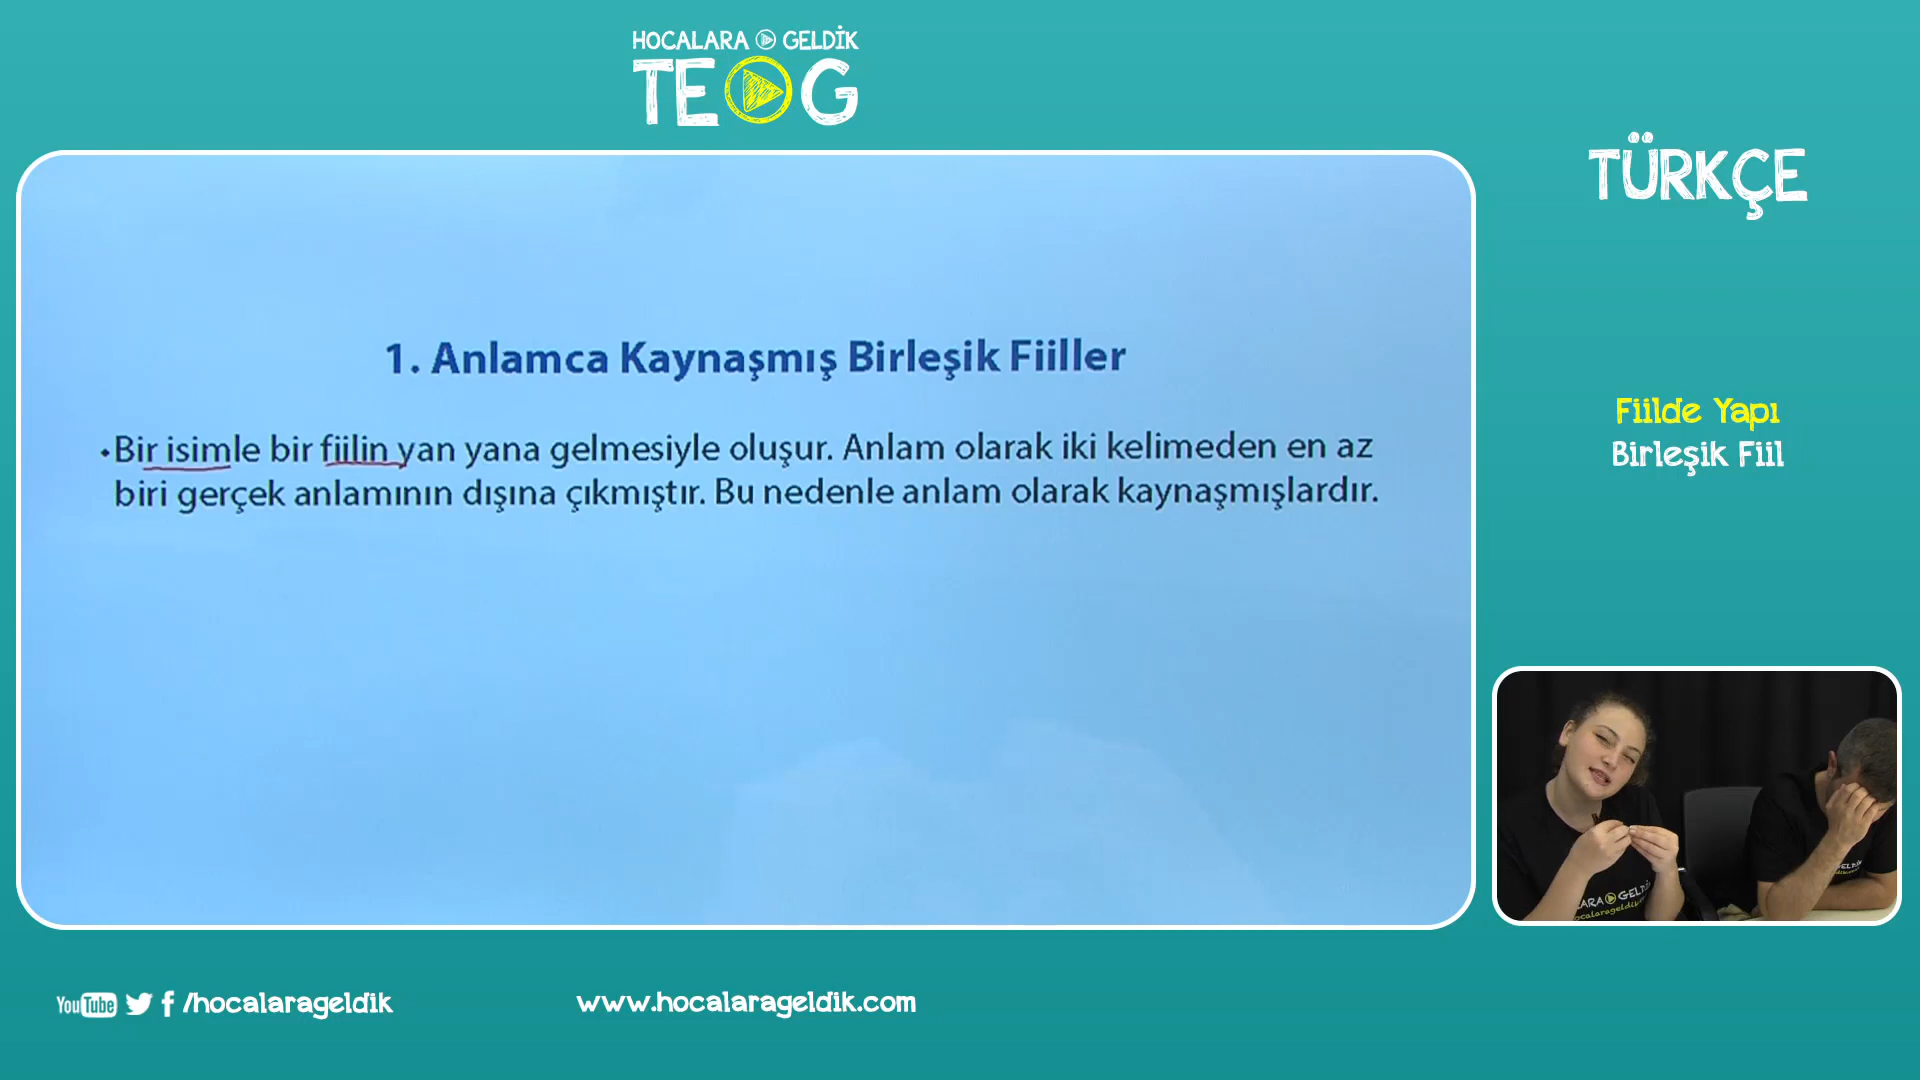 HOCALARA GELDİK
TEOG
TÜRKÇE
1. Anlamca Kaynaşmış Birleşik Fiiller
•Bir isimle bir fiilin yan yana gelmesiyle oluşur. Anlam olarak iki kelimeden en az
biri gerçek anlamının dışına çıkmıştır. Bu nedenle anlam olarak kaynaşmışlardır.
Fiilde Yapı
Birleşik Fiil
You Tube /hocalarageldik
www.hocalarageldik.com